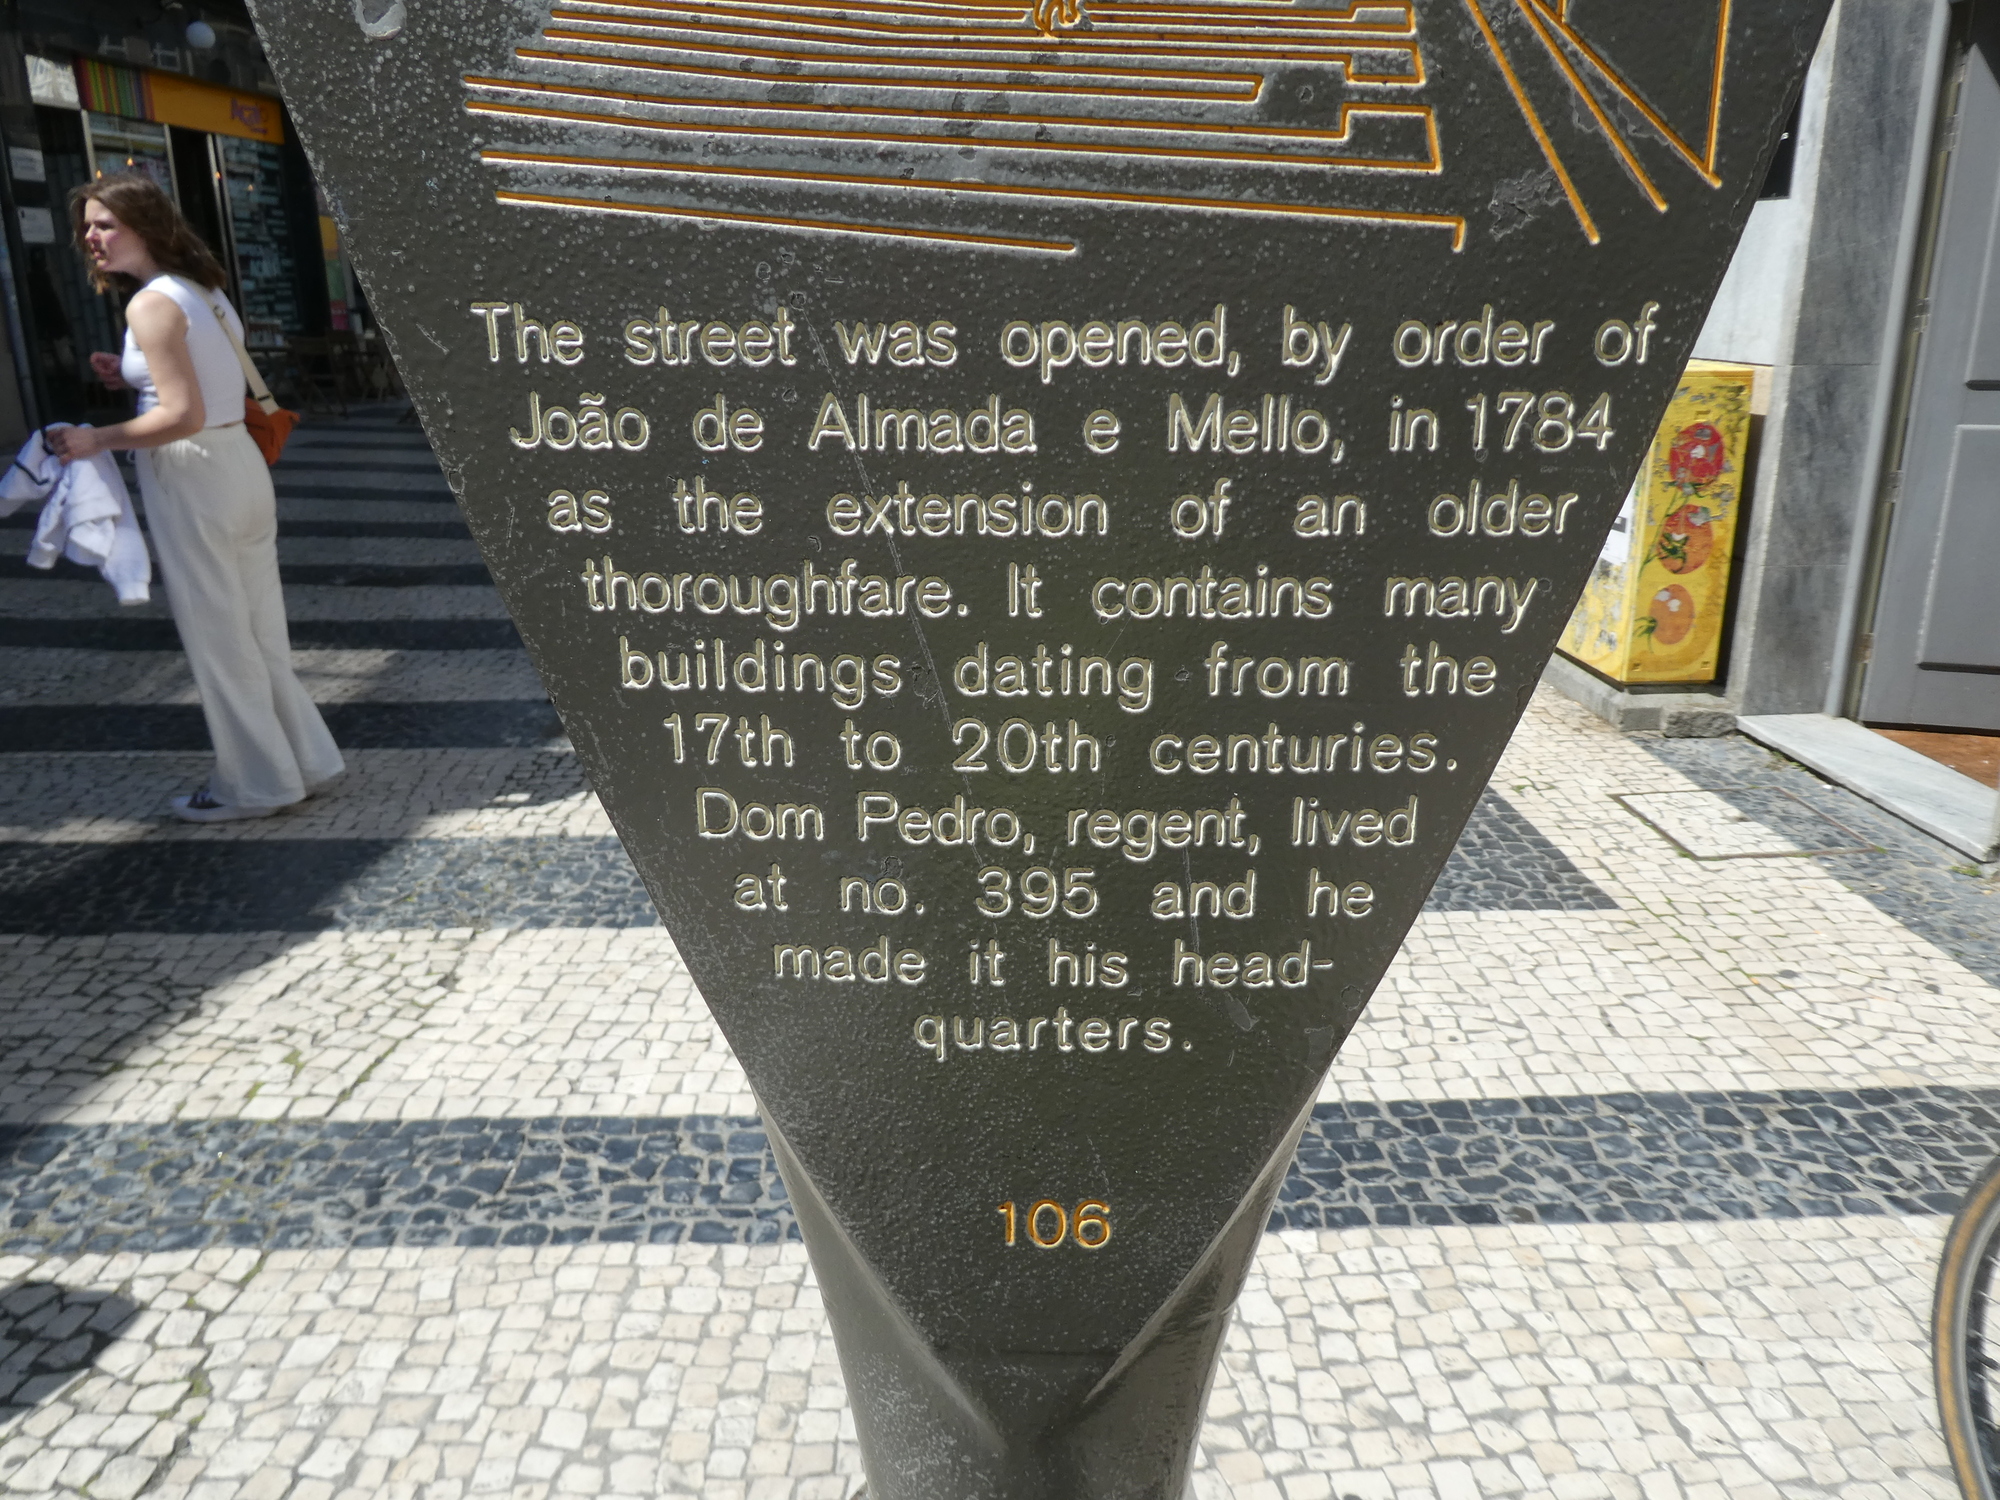 The street was opened, by order of
João de Almada e Mello, in 1784
as the extension of an older
thoroughfare. It contains many
buildings dating from the
17th to 20th centuries.
Dom Pedro, regent, lived
at no. 395 and he
made it his head-
quarters.
106